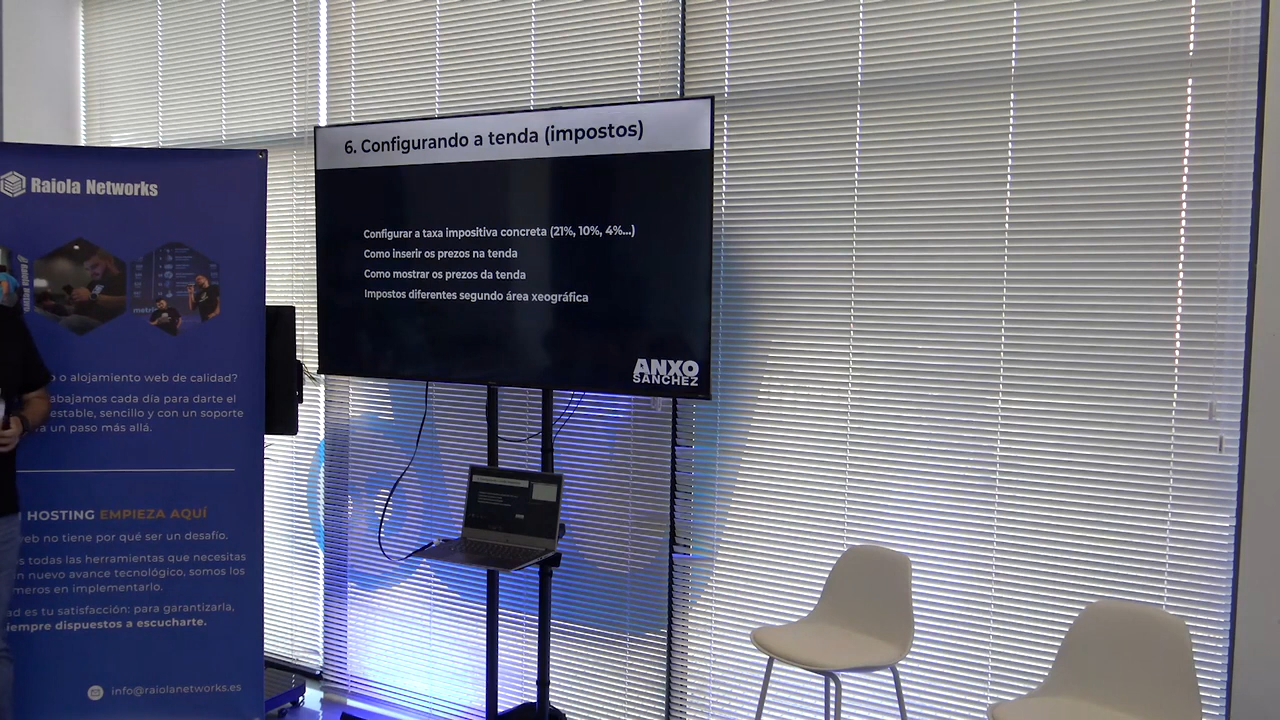 Raiola Networks
o alojamiento web de calidad?
abajamos cada día para darte el
estable, sencillo y con un soporte
a un paso más allá.
HOSTING EMPIEZA AQUÍ
eb no tiene por qué ser un desafío.
s todas las herramientas que necesitas
n nuevo avance tecnológico, somos los
meros en implementarlo.
ad es tu satisfacción: para garantizarla,
iempre dispuestos a escucharte.
info@raiolanetworks.es
6. Configurando a tenda (impostos)
Configurar a taxa impositiva concreta (21%, 10%, 4%...)
Como inserir os prezos na tenda
Como mostrar os prezos da tenda
Impostos diferentes segundo área xeográfica
ANXO
SANCHEZ